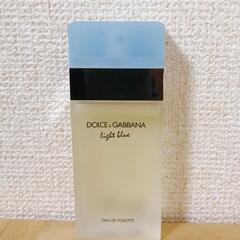 DOLCE & GABBANA
light blue
EAU DE TOILETTE